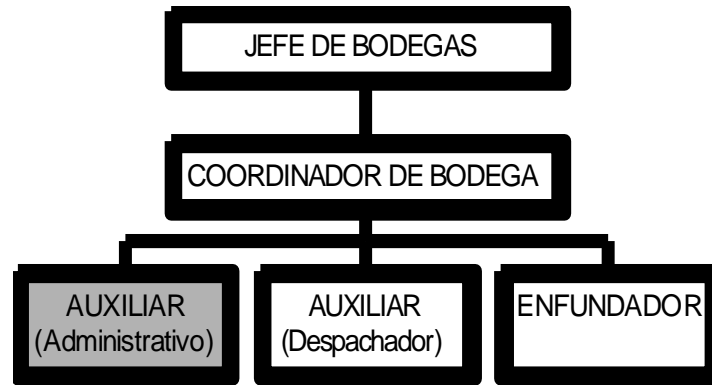 JEFE DE BODEGAS
COORDINADOR DE BODEGA
AUXILIAR
(Administrativo)
AUXILIAR
(Despachador)
ENFUNDADOR